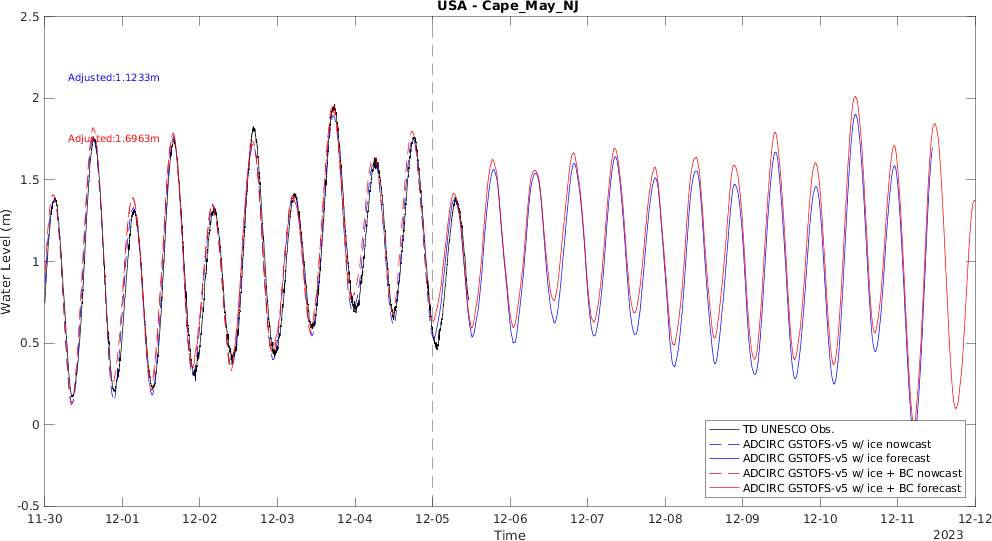 USA - Cape_May_NJ
2.5
Adjusted:1.1233m
2
Adjusted:1.6963m
1.5
Water Level (m)
1
0.5
0
TD UNESCO Obs.
ADCIRC GSTOFS-v5 w/ ice nowcast
ADCIRC GSTOFS-v5 w/ ice forecast
ADCIRC GSTOFS-v5 w/ ice + BC nowcast
ADCIRC GSTOFS-v5 w/ ice + BC forecast
-0.5
11-30 12-01 12-02 12-03 12-04 12-05 12-06 12-07 12-08 12-09 12-10 12-11 12-12
Time
2023